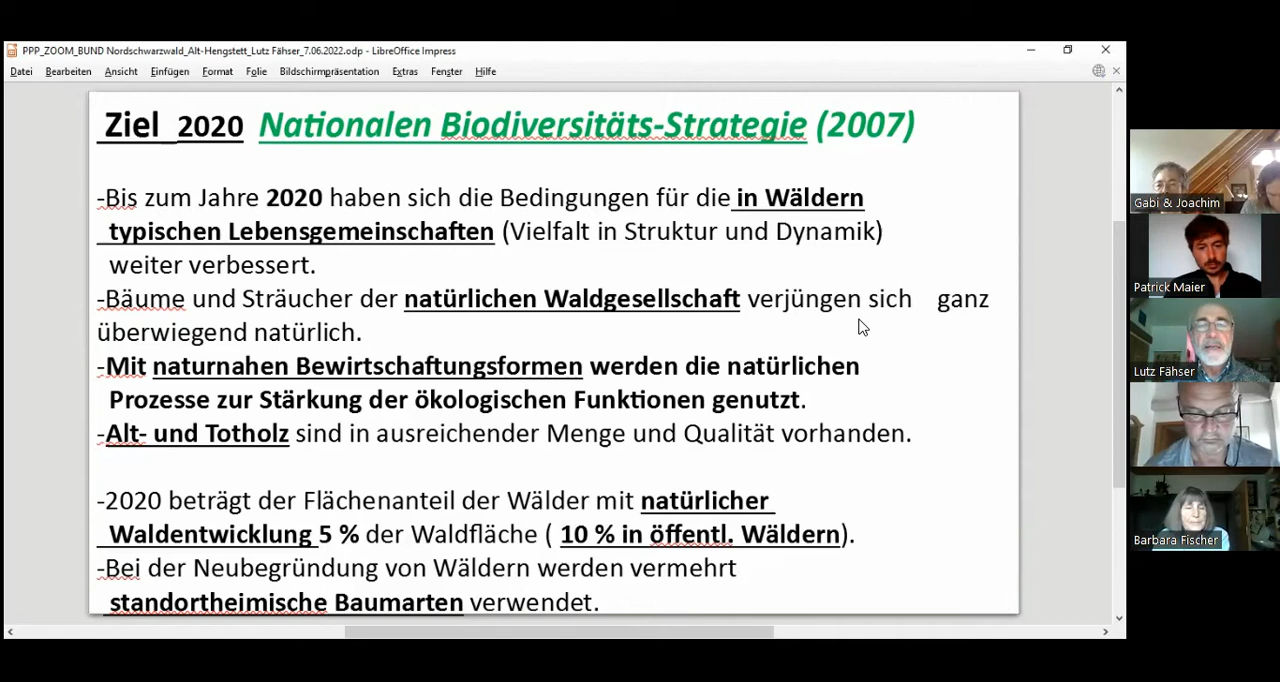 PPP_ZOOM_BUND Nordschwarzwald_Alt-Hengstett_Lutz Fähser_7.06.2022.odp - LibreOffice Impress
Datei Bearbeiten Ansicht Einfügen Format Folie Bildschirmpräsentation Extras Fenster Hilfe
Ziel 2020 Nationalen Biodiversitäts-Strategie (2007)
-Bis zum Jahre 2020 haben sich die Bedingungen für die in Wäldern
typischen Lebensgemeinschaften (Vielfalt in Struktur und Dynamik)
weiter verbessert.
-Bäume und Sträucher der natürlichen Waldgesellschaft verjüngen sich ganz
überwiegend natürlich.
-Mit naturnahen Bewirtschaftungsformen werden die natürlichen
Prozesse zur Stärkung der ökologischen Funktionen genutzt.
-Alt- und Totholz sind in ausreichender Menge und Qualität vorhanden.
-2020 beträgt der Flächenanteil der Wälder mit natürlicher
Waldentwicklung 5 % der Waldfläche ( 10 % in öffentl. Wäldern).
-Bei der Neubegründung von Wäldern werden vermehrt
standortheimische Baumarten verwendet.
Gabi & Joachim
Patrick Maier
Lutz Fähser
Barbara Fischer